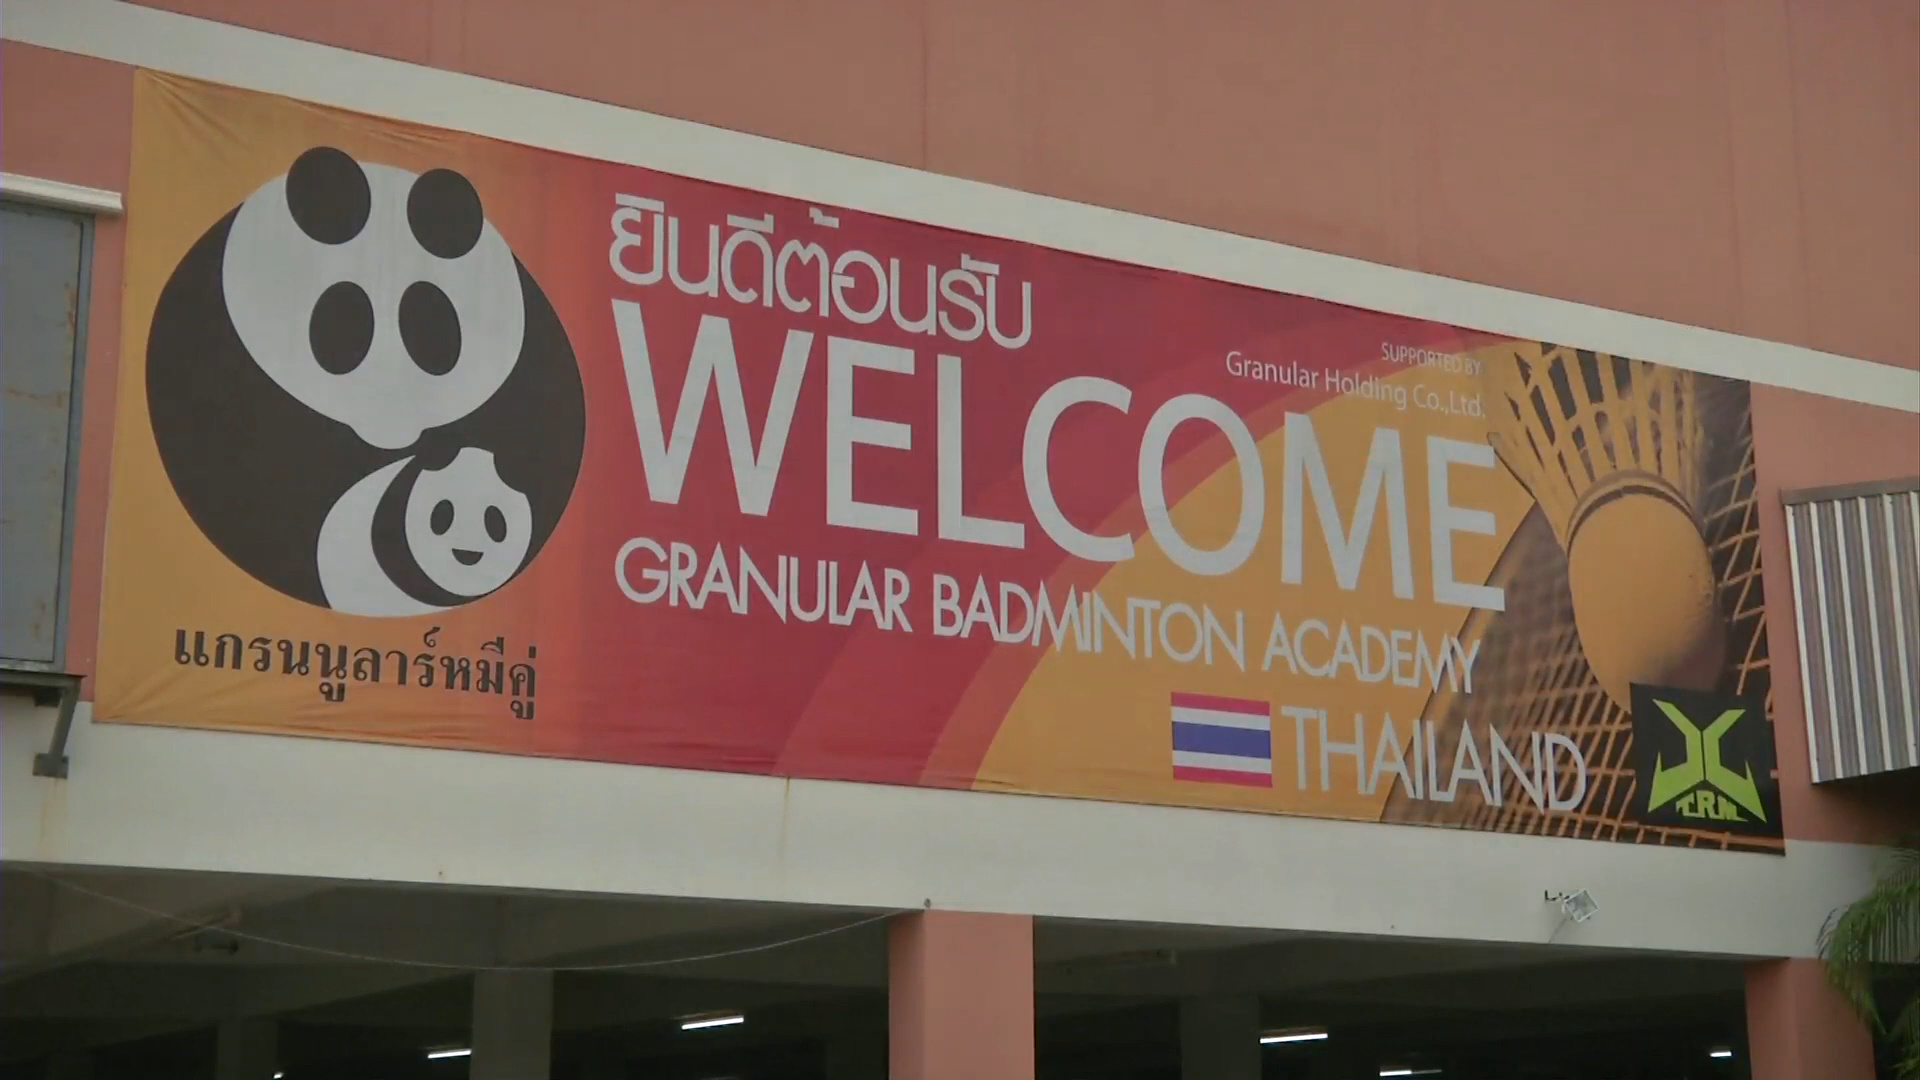 ยินดีต้อนรับ
SUPPORTED BY
Granular Holding Co.,Ltd.
WELCOME
GRANULAR BADMINTON ACADEMY
THAILAND
แกรนนูลาร์หมีคู่
TRN